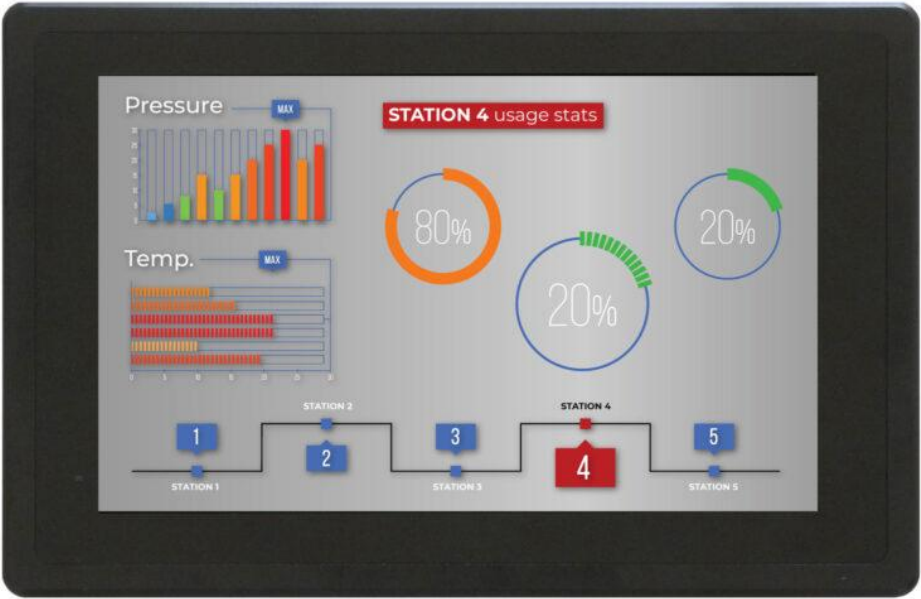 Pressure
MAX
STATION 4 usage stats
80%
20%
20%
Temp.
MAX
STATION 2
STATION 4
1
3
5
2
4
STATION 1
STATION 3
STATION 5